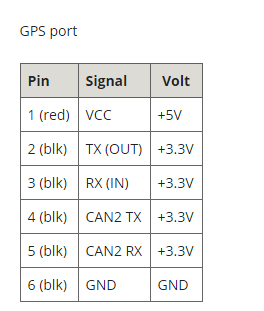 GPS port
Pin Signal Volt
1 (red) VCC +5V
2 (blk) TX (OUT) +3.3V
3 (blk) RX (IN) +3.3V
4 (blk) CAN2 TX +3.3V
5 (blk) CAN2 RX +3.3V
6 (blk) GND GND